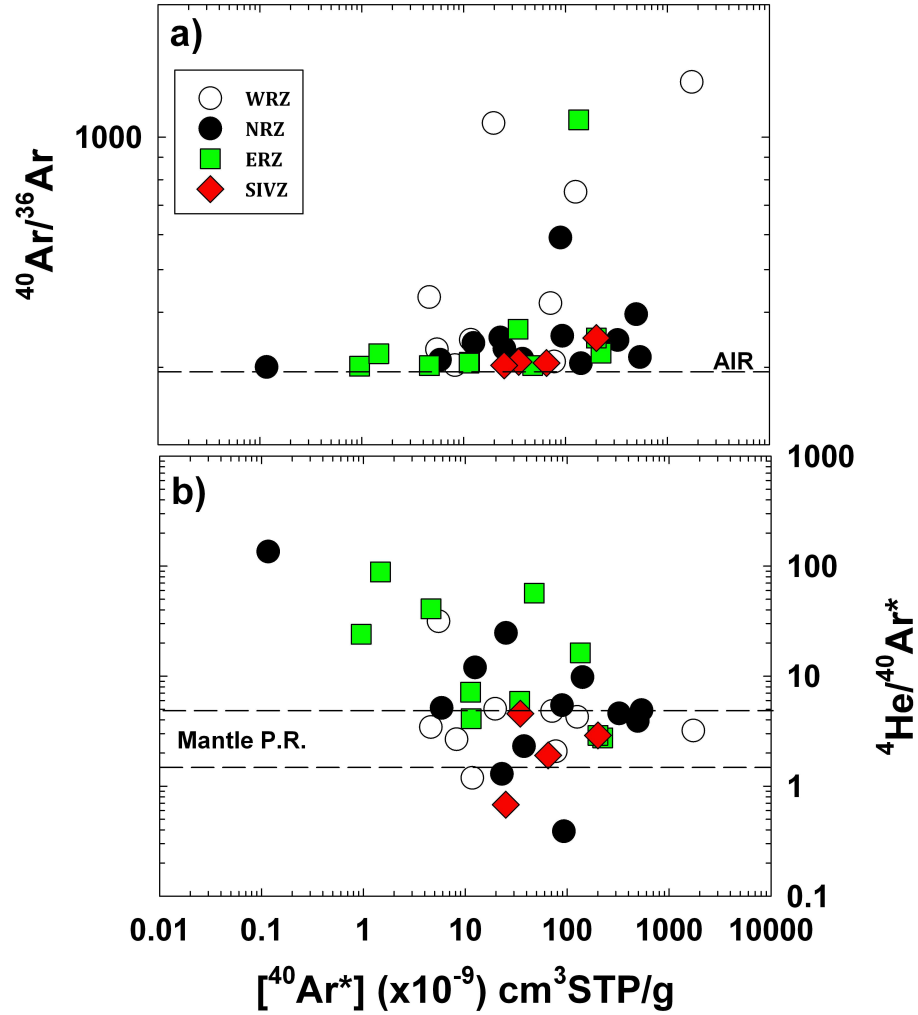 a)
WRZ
NRZ
ERZ
SIVZ
1000
⁴⁰Ar/³⁶Ar
AIR
b)
1000
100
10
1
0.1
⁴He/⁴⁰Ar*
Mantle P.R.
0.01 0.1 1 10 100 1000 10000
[⁴⁰Ar*] (x10⁻⁹) cm³STP/g